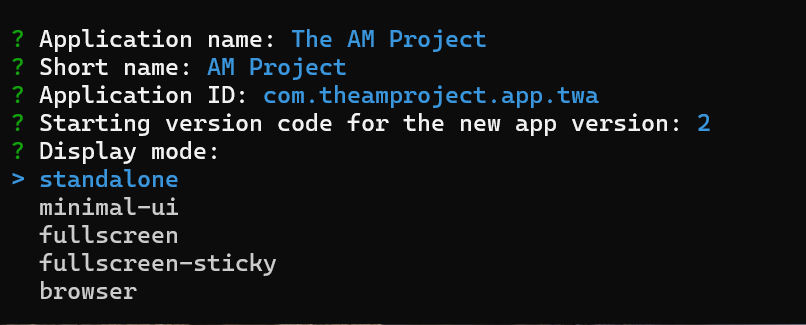 ? Application name: The AM Project
? Short name: AM Project
? Application ID: com.theamproject.app.twa
? Starting version code for the new app version: 2
? Display mode:
> standalone
  minimal-ui
  fullscreen
  fullscreen-sticky
  browser